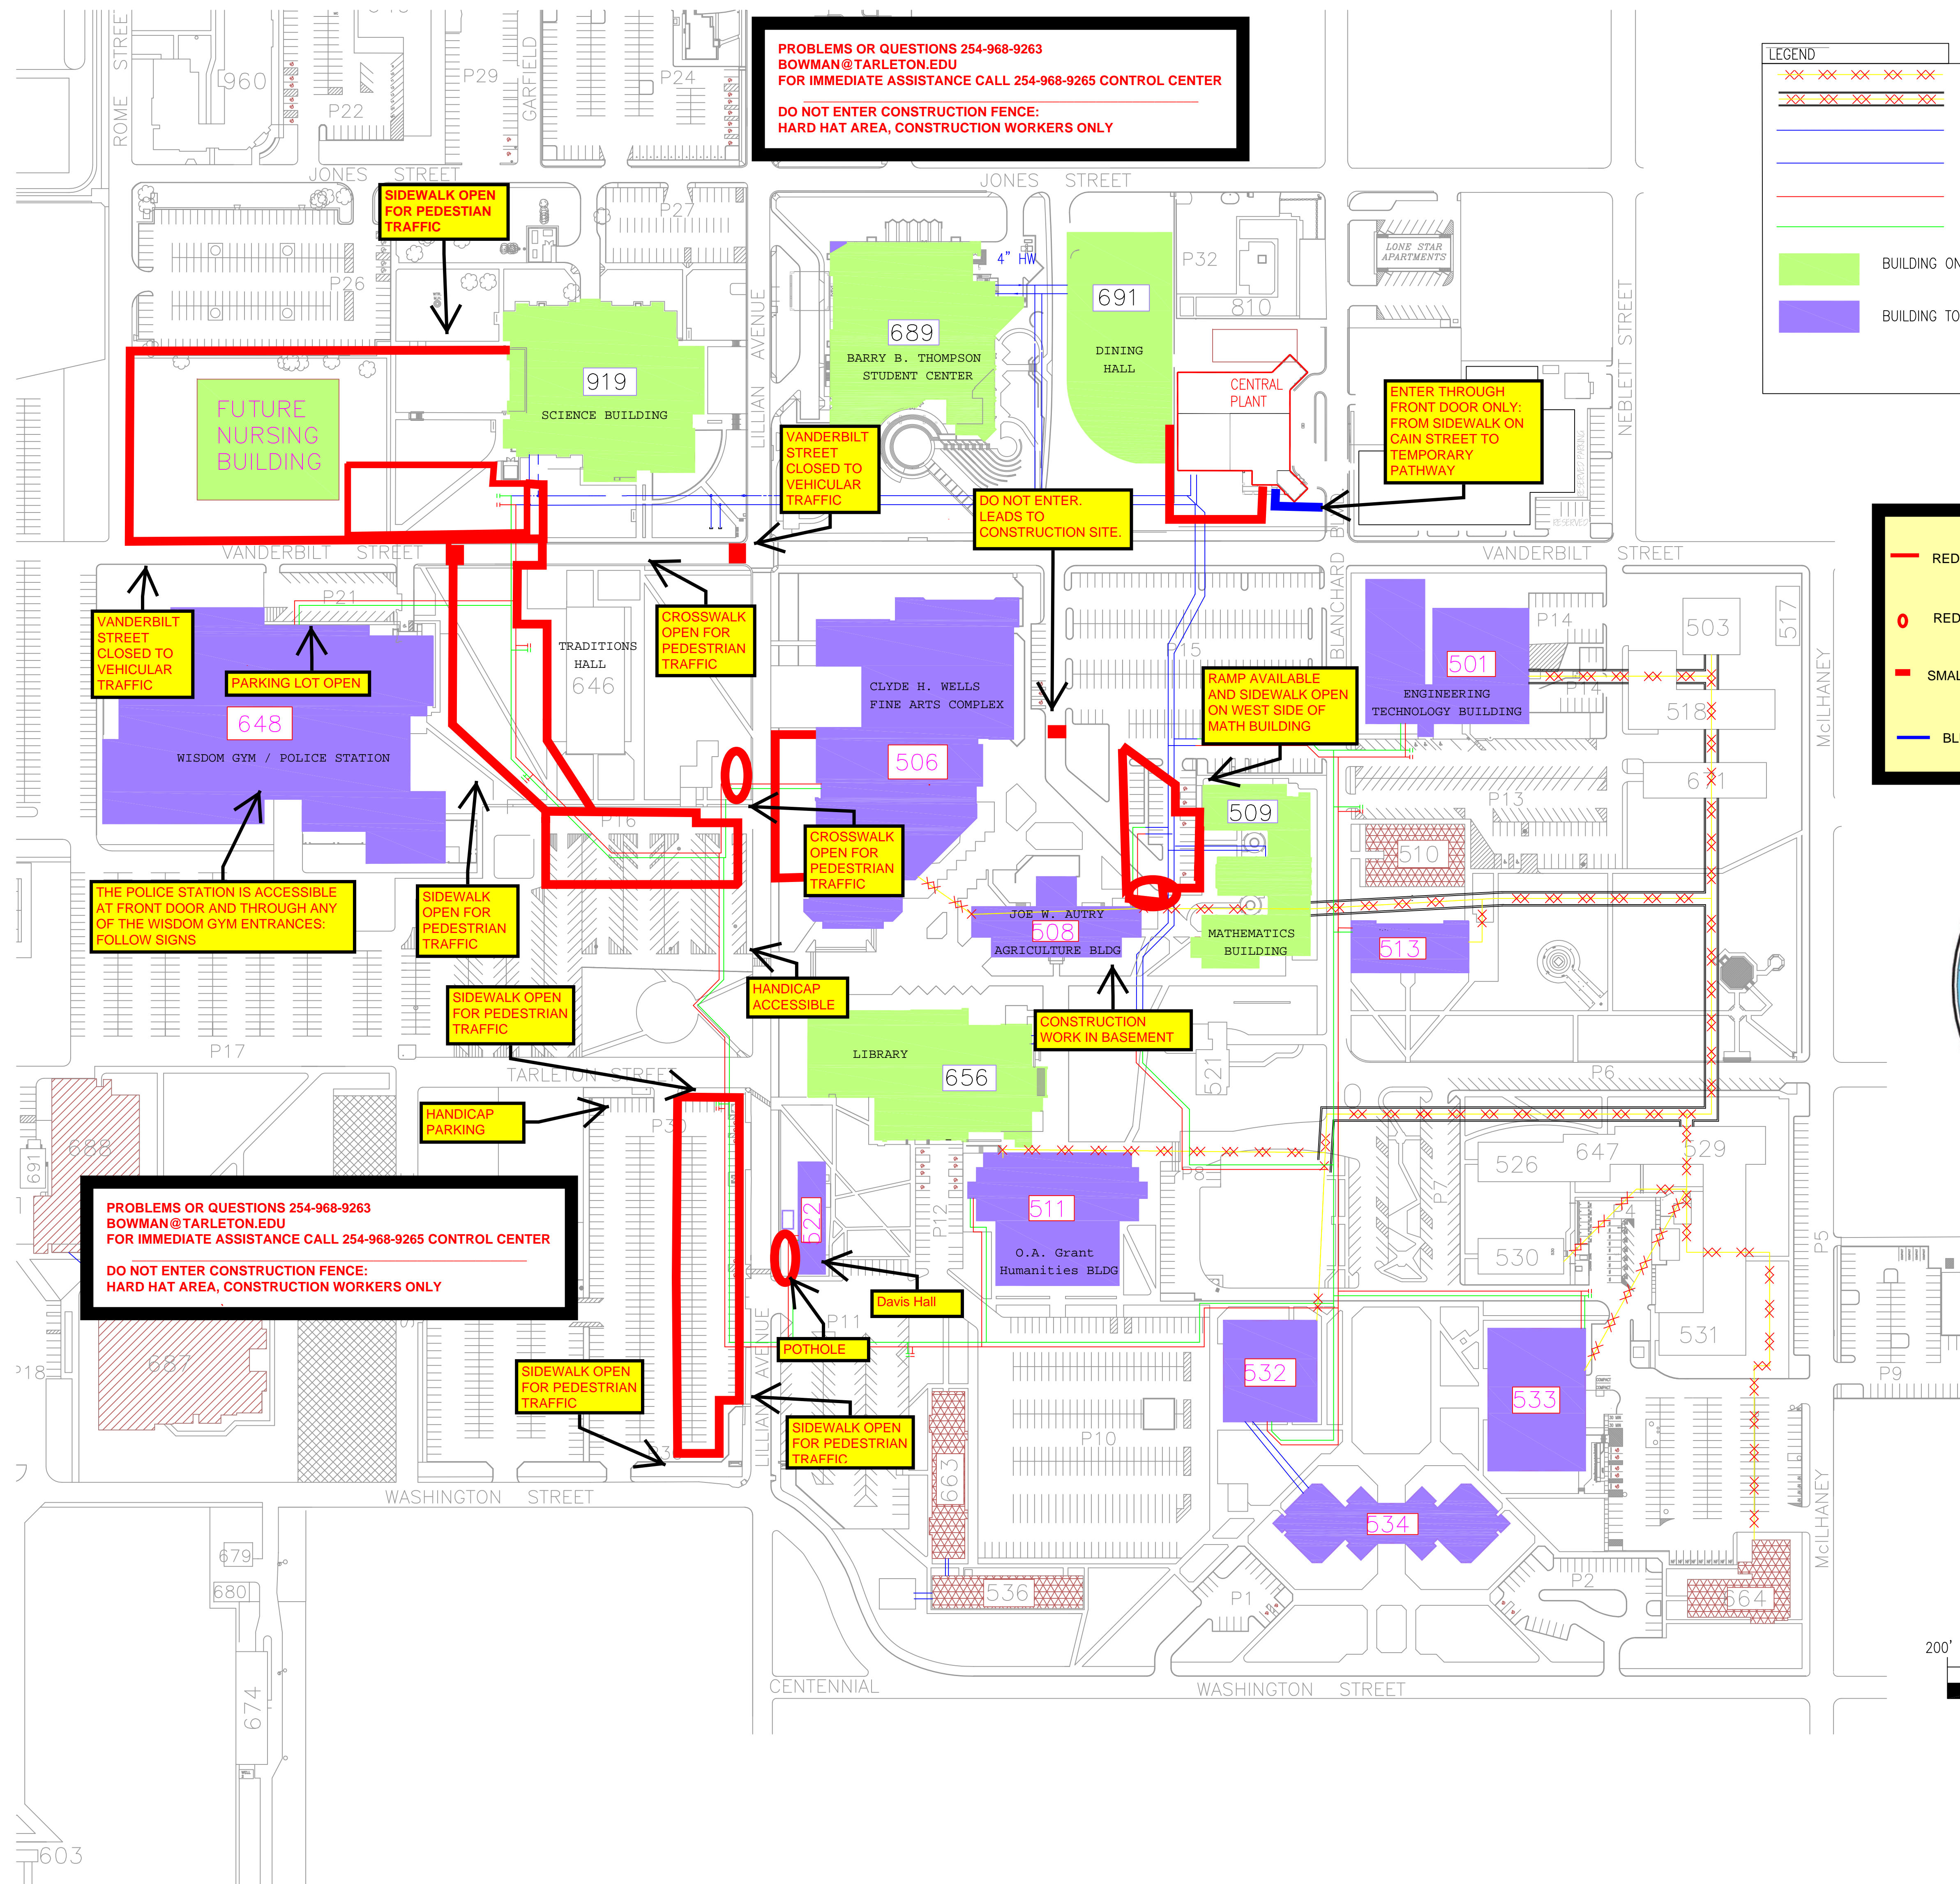 PROBLEMS OR QUESTIONS 254-968-9263
BOWMAN@TARLETON.EDU
FOR IMMEDIATE ASSISTANCE CALL 254-968-9265 CONTROL CENTER
DO NOT ENTER CONSTRUCTION FENCE:
HARD HAT AREA, CONSTRUCTION WORKERS ONLY
LEGEND
BUILDING ON
BUILDING TO
ROME STREE
960
P22
P29
GARFIELD
P24
JONES STREET
JONES STREET
SIDEWALK OPEN
FOR PEDESTIAN
TRAFFIC
P27
P26
LILLIAN AVENUE
4" HW
689
BARRY B. THOMPSON
STUDENT CENTER
691
DINING
HALL
P32
810
LONE STAR
APARTMENTS
NEBLETT STREET
CENTRAL
PLANT
ENTER THROUGH
FRONT DOOR ONLY:
FROM SIDEWALK ON
CAIN STREET TO
TEMPORARY
PATHWAY
RESERVED PARKING
RESERVED
919
SCIENCE BUILDING
FUTURE
NURSING
BUILDING
VANDERBILT
STREET
CLOSED TO
VEHICULAR
TRAFFIC
DO NOT ENTER.
LEADS TO
CONSTRUCTION SITE.
VANDERBILT STREET
VANDERBILT STREET
BLANCHARD BL
RED
RED
SMAL
BL
P21
VANDERBILT
STREET
CLOSED TO
VEHICULAR
TRAFFIC
PARKING LOT OPEN
648
WISDOM GYM / POLICE STATION
TRADITIONS
HALL
646
CROSSWALK
OPEN FOR
PEDESTRIAN
TRAFFIC
CLYDE H. WELLS
FINE ARTS COMPLEX
506
P15
RAMP AVAILABLE
AND SIDEWALK OPEN
ON WEST SIDE OF
MATH BUILDING
501
ENGINEERING
TECHNOLOGY BUILDING
P14
P14
503
517
518
671
McILHANEY
P13
509
510
MATHEMATICS
BUILDING
513
P16
CROSSWALK
OPEN FOR
PEDESTRIAN
TRAFFIC
THE POLICE STATION IS ACCESSIBLE
AT FRONT DOOR AND THROUGH ANY
OF THE WISDOM GYM ENTRANCES:
FOLLOW SIGNS
SIDEWALK
OPEN FOR
PEDESTRIAN
TRAFFIC
JOE W. AUTRY
508
AGRICULTURE BLDG
HANDICAP
ACCESSIBLE
SIDEWALK OPEN
FOR PEDESTRIAN
TRAFFIC
CONSTRUCTION
WORK IN BASEMENT
P17
LIBRARY
656
521
TARLETON STREET
P6
HANDICAP
PARKING
P30
688
691
526
647
529
P7
P8
P5
PROBLEMS OR QUESTIONS 254-968-9263
BOWMAN@TARLETON.EDU
FOR IMMEDIATE ASSISTANCE CALL 254-968-9265 CONTROL CENTER
DO NOT ENTER CONSTRUCTION FENCE:
HARD HAT AREA, CONSTRUCTION WORKERS ONLY
522
P12
511
O.A. Grant
Humanities BLDG
530
531
Davis Hall
P11
POTHOLE
LILLIAN AVENUE
687
P18
SIDEWALK OPEN
FOR PEDESTRIAN
TRAFFIC
SIDEWALK OPEN
FOR PEDESTRIAN
TRAFFIC
532
533
P9
P10
663
WASHINGTON STREET
534
McILHANEY
679
680
536
P1
P2
664
200'
CENTENNIAL
WASHINGTON STREET
674
603